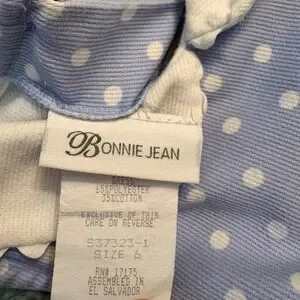 BONNIE JEAN
DRESS
65%POLYESTER
35%COTTON
EXCLUSIVE OF TRIM
CARE ON REVERSE
S37323-1
SIZE 6
RN# 17175
ASSEMBLED IN
EL SALVADOR